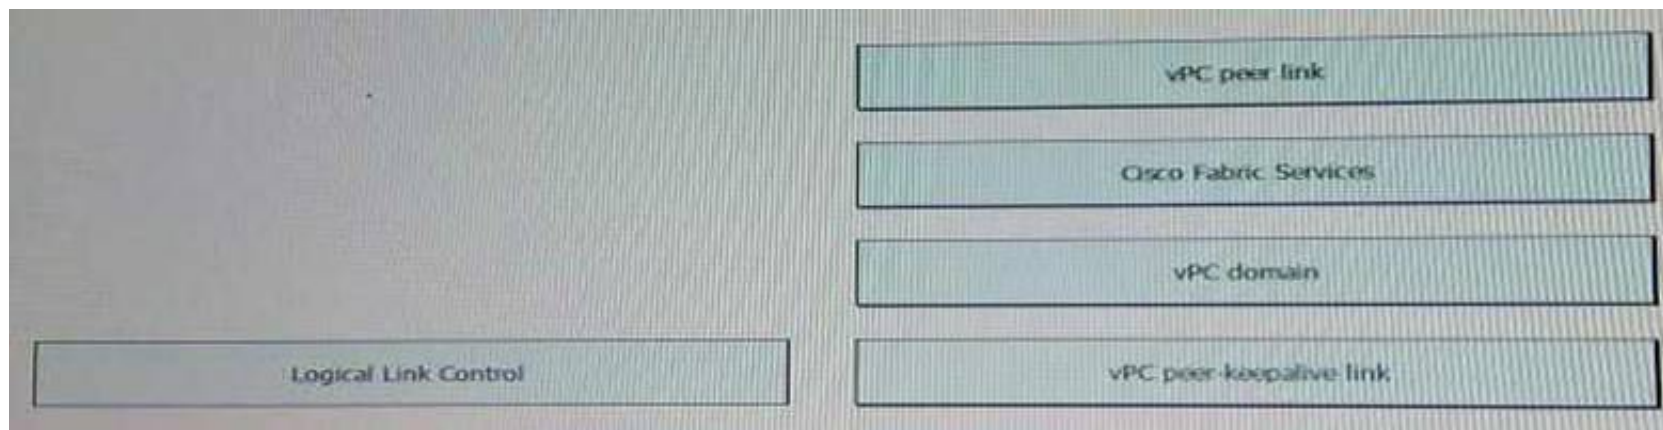 vPC peer link
Cisco Fabric Services
vPC domain
Logical Link Control
vPC peer-keepalive link